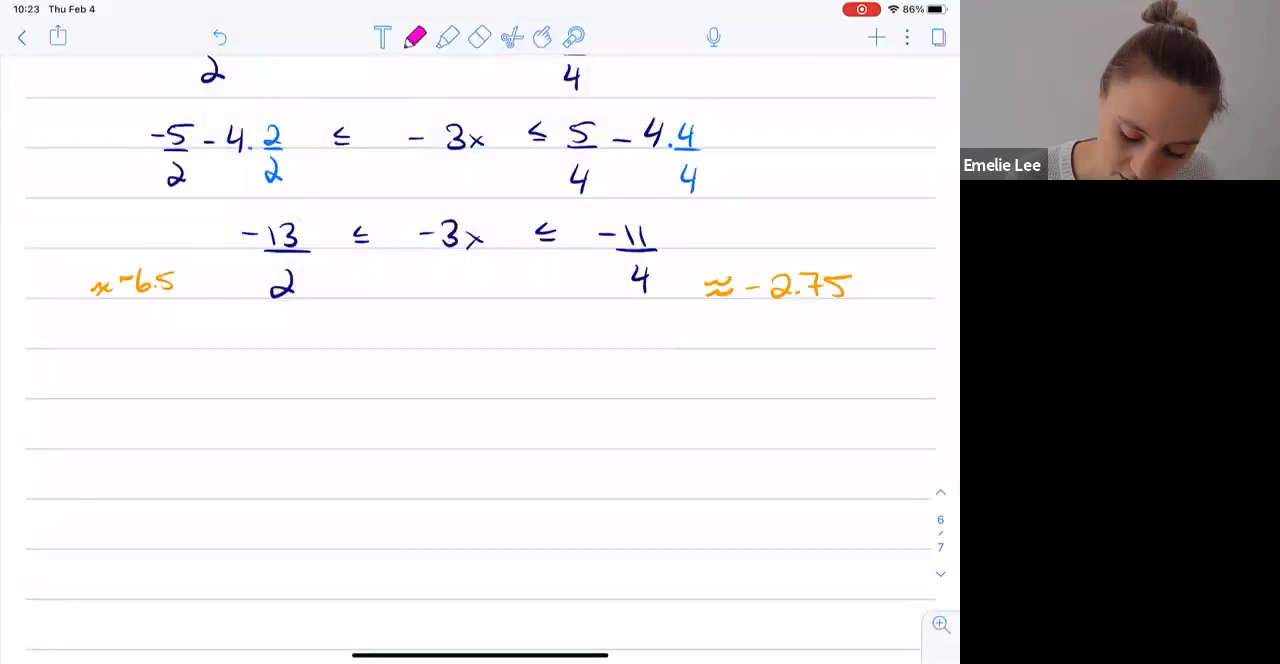 10:23 Thu Feb 4 86%
T
2 4
-5/2 - 4 · 2/2 ≤ - 3x ≤ 5/4 - 4 · 4/4
-13/2 ≤ -3x ≤ -11/4
≈ -6.5 ≈ -2.75
6 / 7
Emelie Lee